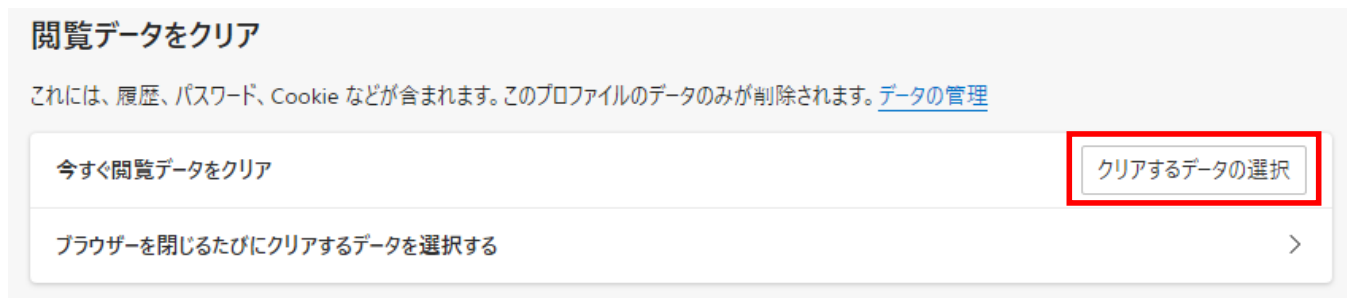 閲覧データをクリア
これには、履歴、パスワード、Cookie などが含まれます。このプロファイルのデータのみが削除されます。データの管理
今すぐ閲覧データをクリア
クリアするデータの選択
ブラウザーを閉じるたびにクリアするデータを選択する